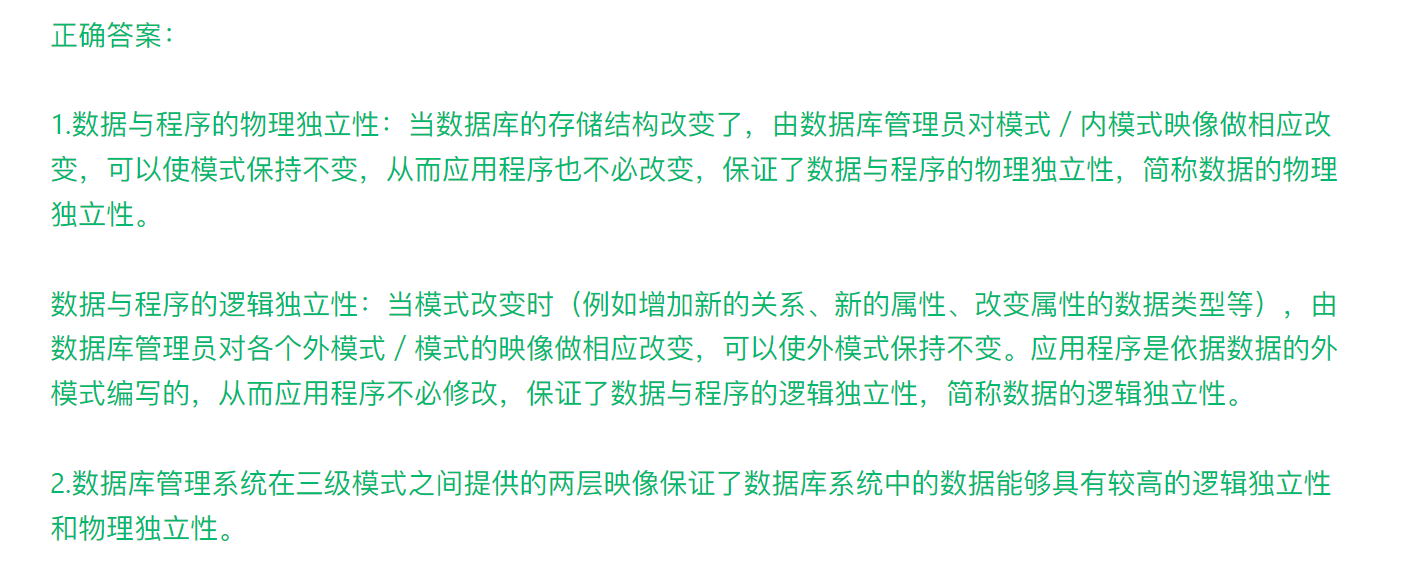 正确答案：
1.数据与程序的物理独立性：当数据库的存储结构改变了，由数据库管理员对模式／内模式映像做相应改
变，可以使模式保持不变，从而应用程序也不必改变，保证了数据与程序的物理独立性，简称数据的物理
独立性。
数据与程序的逻辑独立性：当模式改变时（例如增加新的关系、新的属性、改变属性的数据类型等），由
数据库管理员对各个外模式／模式的映像做相应改变，可以使外模式保持不变。应用程序是依据数据的外
模式编写的，从而应用程序不必修改，保证了数据与程序的逻辑独立性，简称数据的逻辑独立性。
2.数据库管理系统在三级模式之间提供的两层映像保证了数据库系统中的数据能够具有较高的逻辑独立性
和物理独立性。